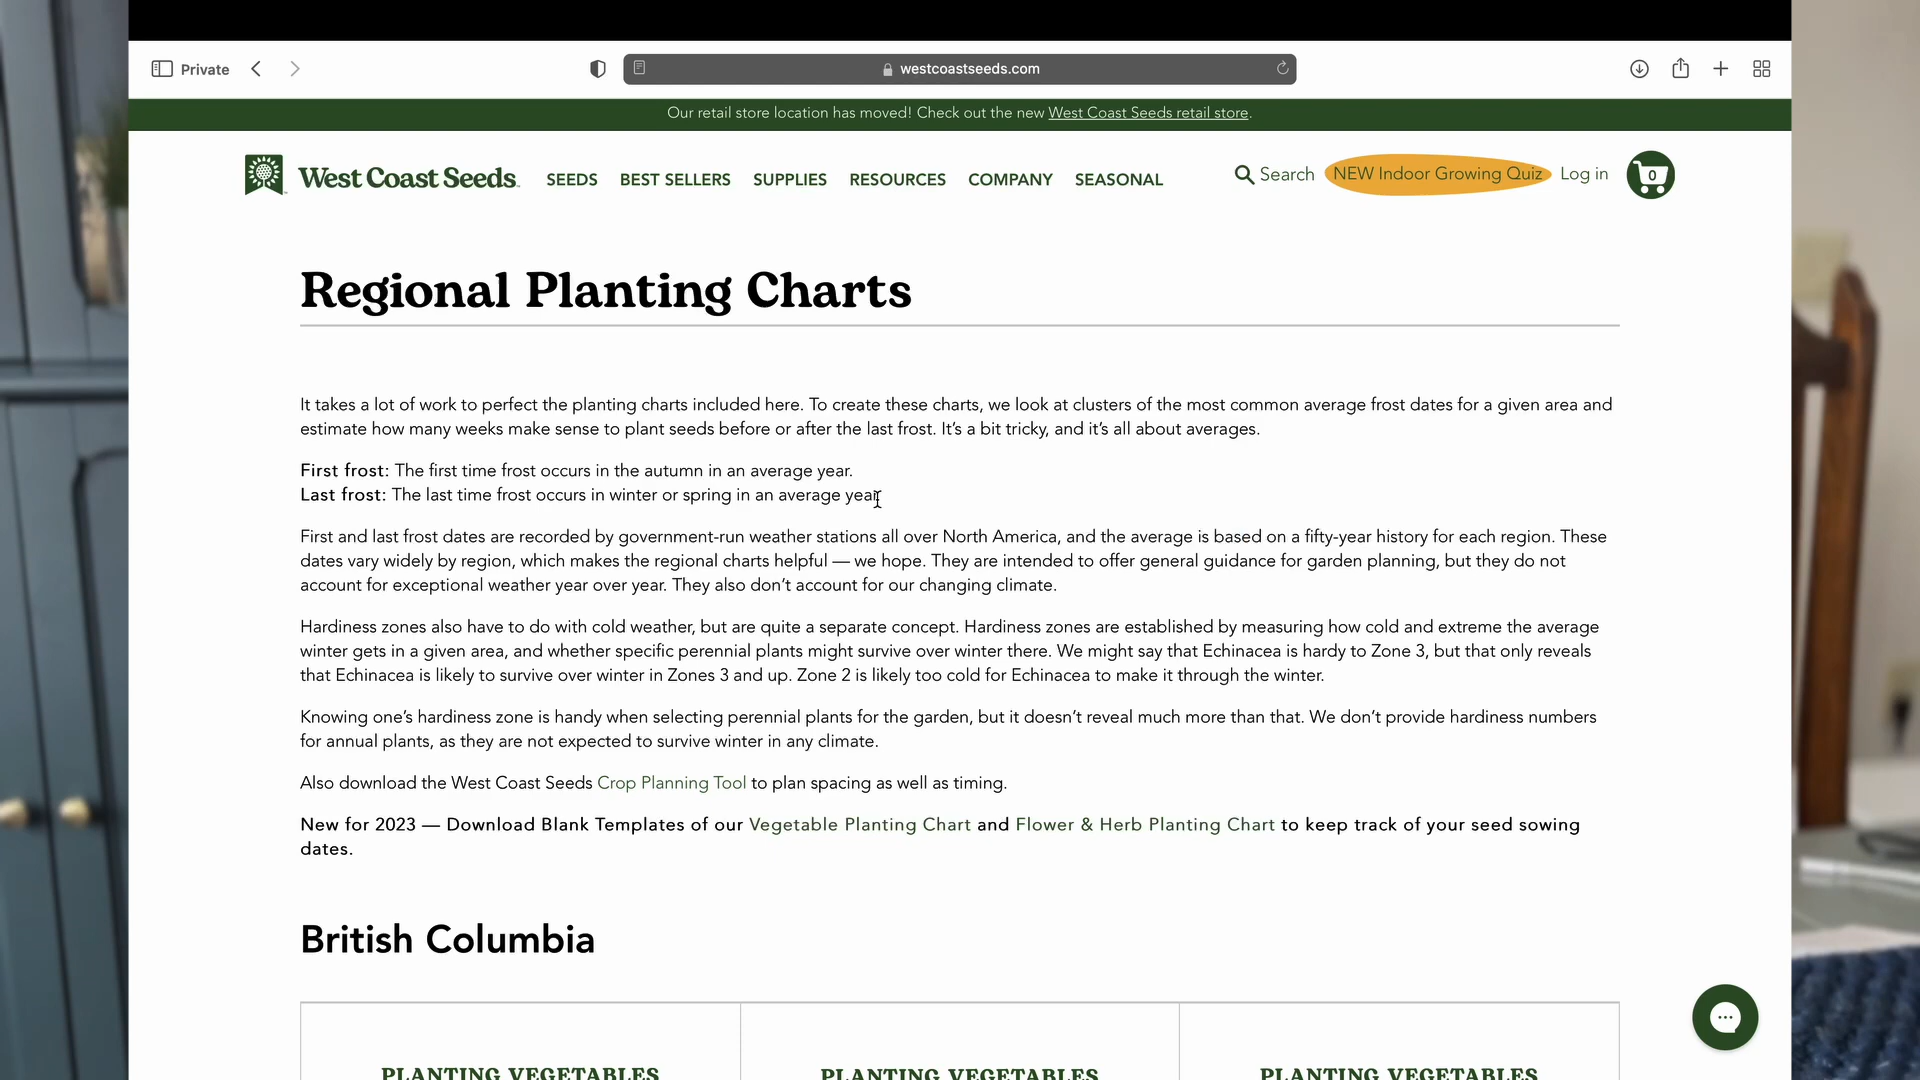 Private
westcoastseeds.com
Our retail store location has moved! Check out the new West Coast Seeds retail store.
West Coast Seeds
SEEDS BEST SELLERS SUPPLIES RESOURCES COMPANY SEASONAL
Search NEW Indoor Growing Quiz Log in 0
Regional Planting Charts
It takes a lot of work to perfect the planting charts included here. To create these charts, we look at clusters of the most common average frost dates for a given area and
estimate how many weeks make sense to plant seeds before or after the last frost. It’s a bit tricky, and it’s all about averages.
First frost: The first time frost occurs in the autumn in an average year.
Last frost: The last time frost occurs in winter or spring in an average year.
First and last frost dates are recorded by government-run weather stations all over North America, and the average is based on a fifty-year history for each region. These
dates vary widely by region, which makes the regional charts helpful — we hope. They are intended to offer general guidance for garden planning, but they do not
account for exceptional weather year over year. They also don’t account for our changing climate.
Hardiness zones also have to do with cold weather, but are quite a separate concept. Hardiness zones are established by measuring how cold and extreme the average
winter gets in a given area, and whether specific perennial plants might survive over winter there. We might say that Echinacea is hardy to Zone 3, but that only reveals
that Echinacea is likely to survive over winter in Zones 3 and up. Zone 2 is likely too cold for Echinacea to make it through the winter.
Knowing one’s hardiness zone is handy when selecting perennial plants for the garden, but it doesn’t reveal much more than that. We don’t provide hardiness numbers
for annual plants, as they are not expected to survive winter in any climate.
Also download the West Coast Seeds Crop Planning Tool to plan spacing as well as timing.
New for 2023 — Download Blank Templates of our Vegetable Planting Chart and Flower & Herb Planting Chart to keep track of your seed sowing
dates.
British Columbia
PLANTING VEGETABLES
PLANTING VEGETABLES
PLANTING VEGETABLES